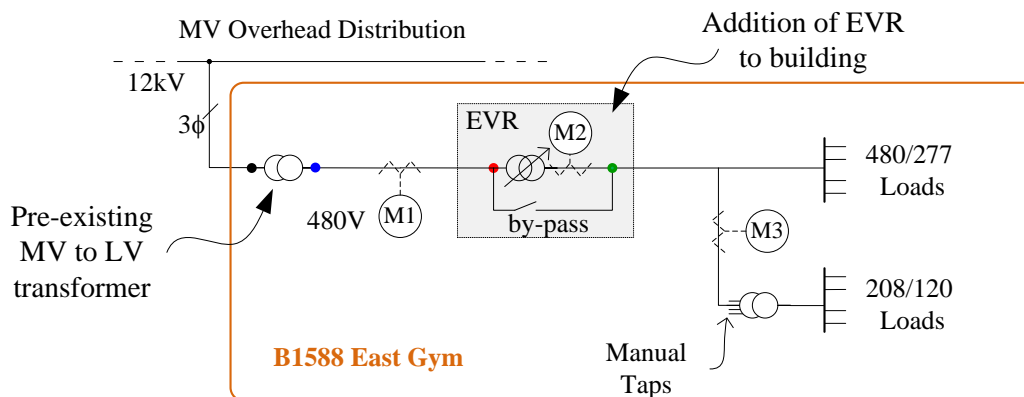 MV Overhead Distribution
12kV
3ϕ
Addition of EVR
to building
EVR
M2
by-pass
M1
480V
Pre-existing
MV to LV
transformer
480/277
Loads
M3
208/120
Loads
Manual
Taps
B1588 East Gym